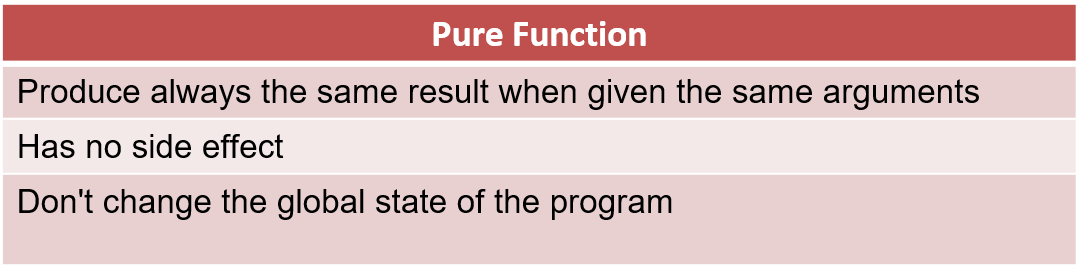 Pure Function
Produce always the same result when given the same arguments
Has no side effect
Don't change the global state of the program